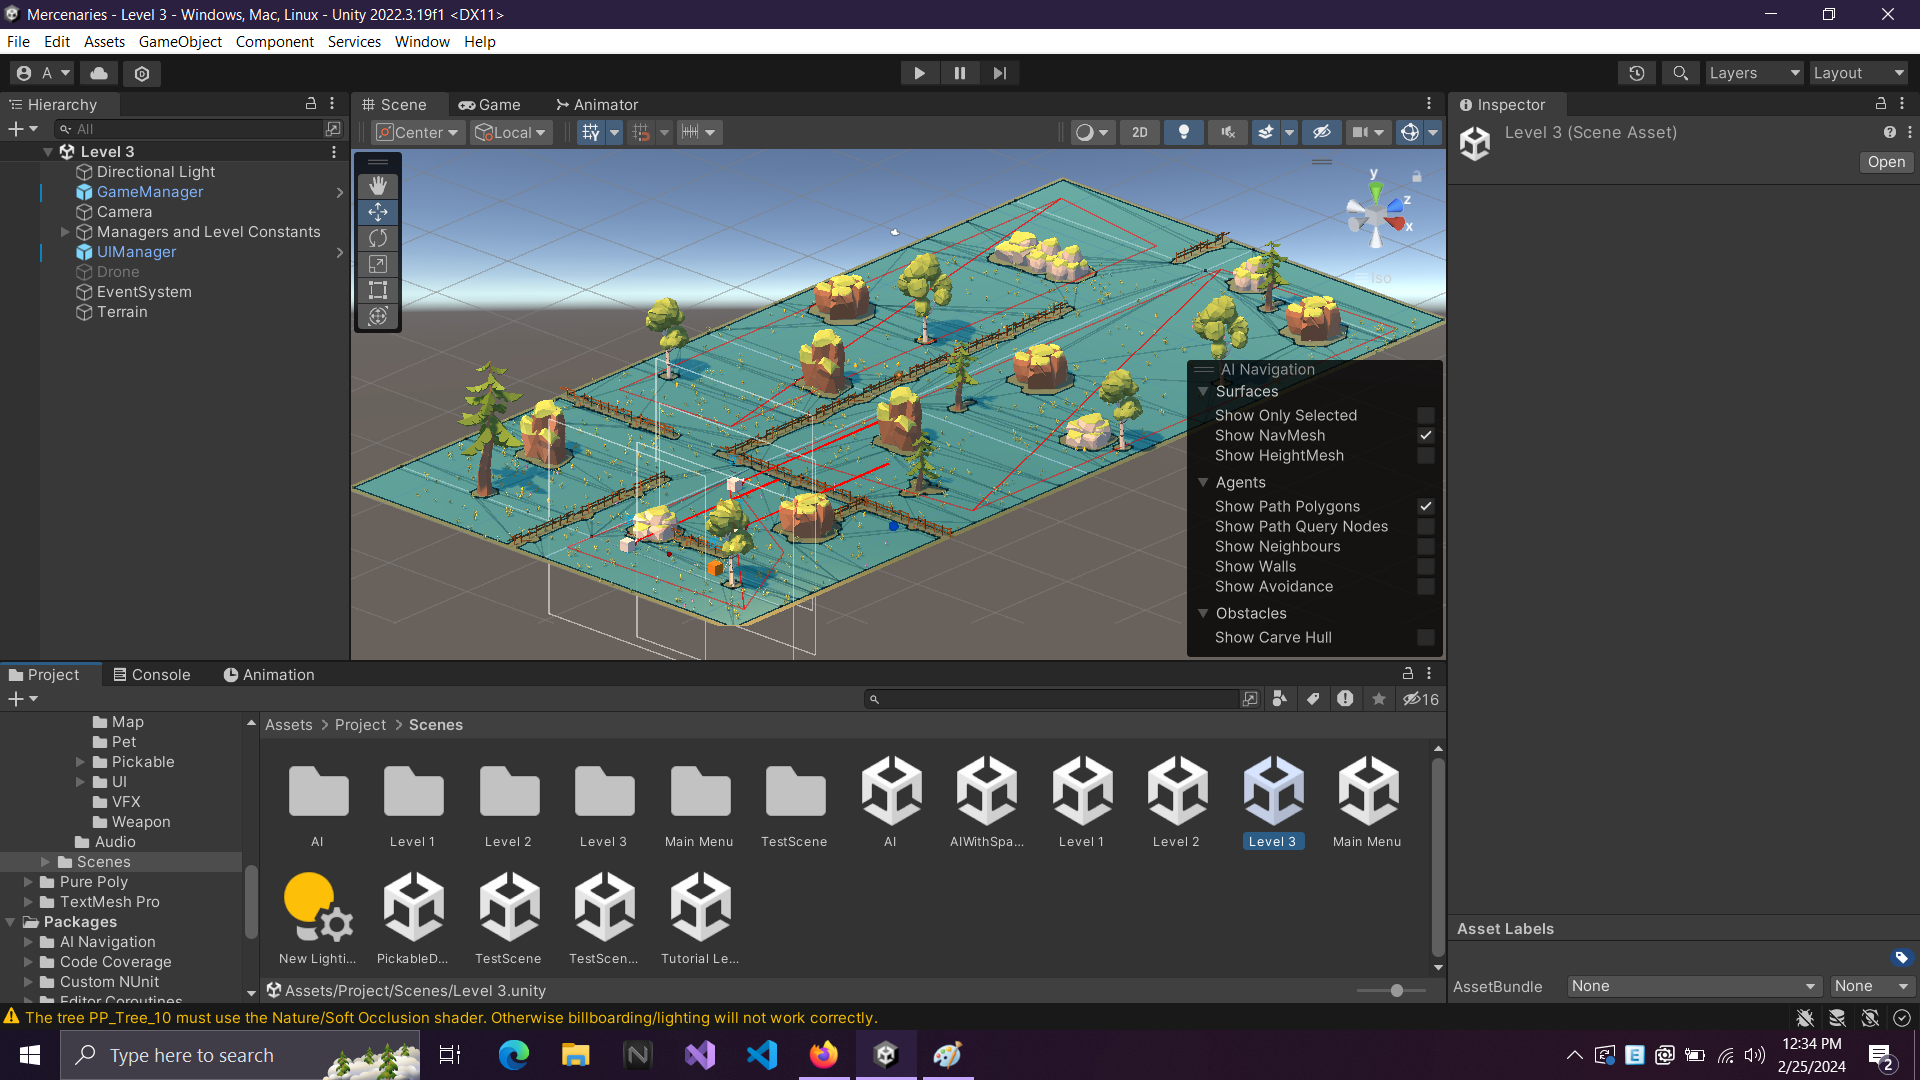 Mercenaries - Level 3 - Windows, Mac, Linux - Unity 2022.3.19f1 <DX11>
File Edit Assets GameObject Component Services Window Help
A Layers Layout
Hierarchy
All
Level 3
Directional Light
GameManager
Camera
Managers and Level Constants
UIManager
Drone
EventSystem
Terrain
Scene Game Animator
Center Local 2D
y
z
x
Iso
AI Navigation
Surfaces
Show Only Selected
Show NavMesh
Show HeightMesh
Agents
Show Path Polygons
Show Path Query Nodes
Show Neighbours
Show Walls
Show Avoidance
Obstacles
Show Carve Hull
Inspector
Level 3 (Scene Asset)
Open
Project Console Animation
16
Map
Pet
Pickable
UI
VFX
Weapon
Audio
Scenes
Pure Poly
TextMesh Pro
Packages
AI Navigation
Code Coverage
Custom NUnit
Editor Coroutines
Assets > Project > Scenes
AI Level 1 Level 2 Level 3 Main Menu TestScene AI AIWithSpa... Level 1 Level 2 Level 3 Main Menu
New Lighti... PickableD... TestScene TestScen... Tutorial Le...
Assets/Project/Scenes/Level 3.unity
Asset Labels
AssetBundle None None
The tree PP_Tree_10 must use the Nature/Soft Occlusion shader. Otherwise billboarding/lighting will not work correctly.
Type here to search
N
E
12:34 PM
2/25/2024
2